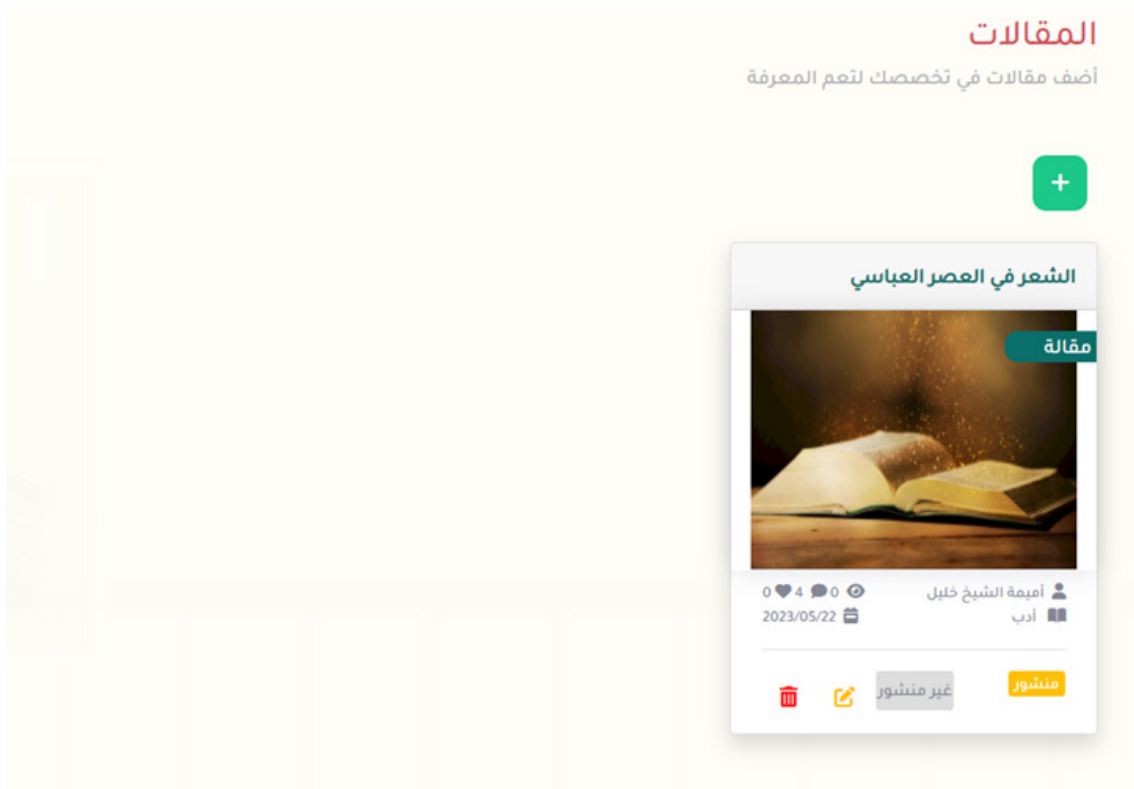 المقالات
أضف مقالات في تخصصك لتعم المعرفة
+
الشعر في العصر العباسي
مقالة
أميمة الشيخ خليل 0 4 0
أدب 2023/05/22
منشور غير منشور